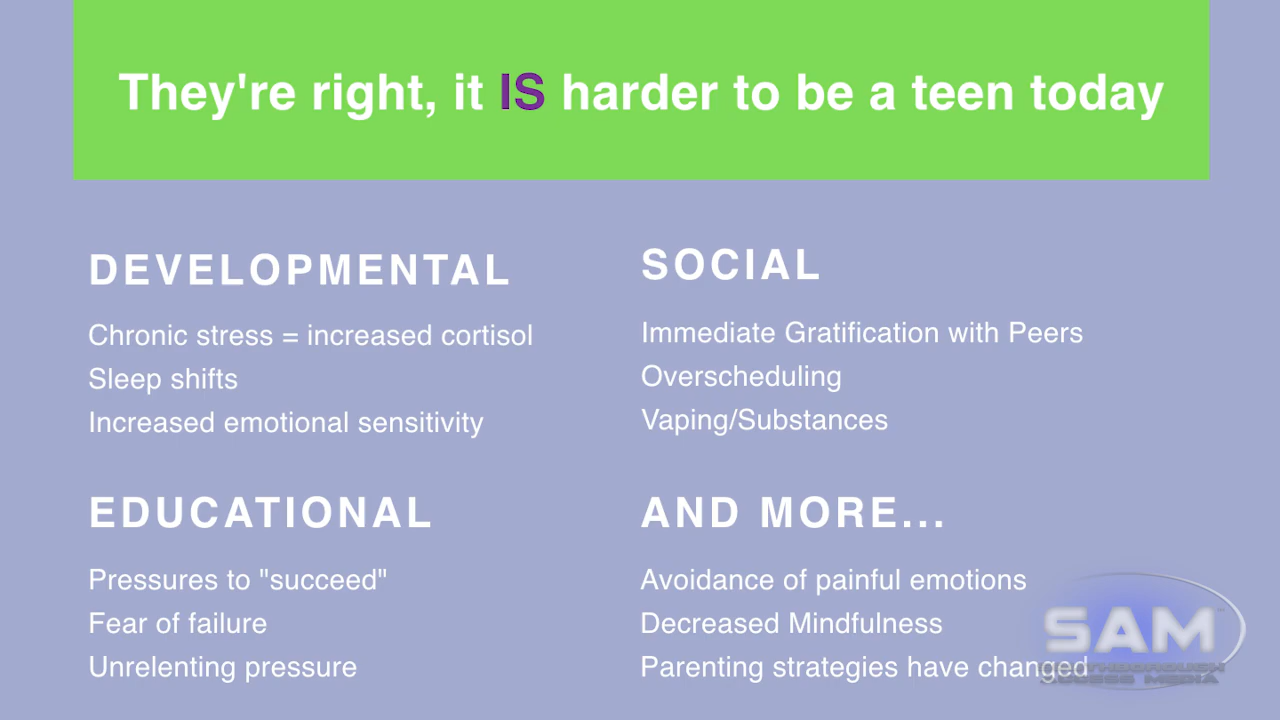 They're right, it IS harder to be a teen today
DEVELOPMENTAL
Chronic stress = increased cortisol
Sleep shifts
Increased emotional sensitivity
SOCIAL
Immediate Gratification with Peers
Overscheduling
Vaping/Substances
EDUCATIONAL
Pressures to "succeed"
Fear of failure
Unrelenting pressure
AND MORE...
Avoidance of painful emotions
Decreased Mindfulness
Parenting strategies have changed
SAM
ACCESS MEDIA